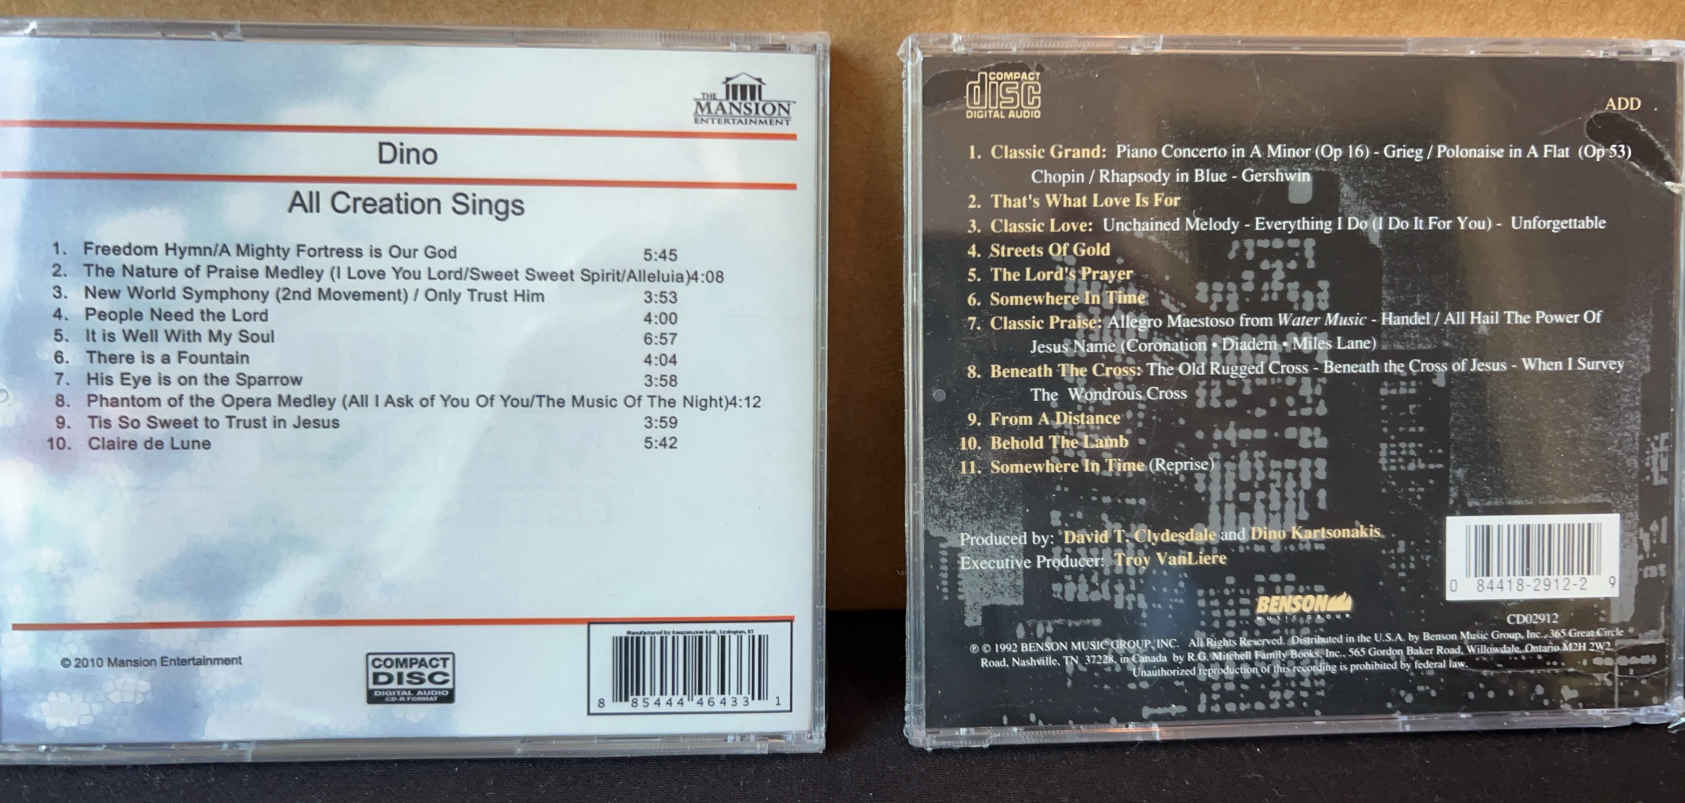 THE
MANSION
ENTERTAINMENT
Dino
All Creation Sings
1. Freedom Hymn/A Mighty Fortress is Our God 5:45
2. The Nature of Praise Medley (I Love You Lord/Sweet Sweet Spirit/Alleluia)4:08
3. New World Symphony (2nd Movement) / Only Trust Him 3:53
4. People Need the Lord 4:00
5. It is Well With My Soul 6:57
6. There is a Fountain 4:04
7. His Eye is on the Sparrow 3:58
8. Phantom of the Opera Medley (All I Ask of You Of You/The Music Of The Night)4:12
9. Tis So Sweet to Trust in Jesus 3:59
10. Claire de Lune 5:42
© 2010 Mansion Entertainment
COMPACT
DISC
DIGITAL AUDIO
CD-R FORMAT
Manufactured by
8 85444 46433 1
COMPACT
disc
DIGITAL AUDIO
ADD
1. Classic Grand: Piano Concerto in A Minor (Op 16) - Grieg / Polonaise in A Flat (Op 53)
Chopin / Rhapsody in Blue - Gershwin
2. That's What Love Is For
3. Classic Love: Unchained Melody - Everything I Do (I Do It For You) - Unforgettable
4. Streets Of Gold
5. The Lord's Prayer
6. Somewhere In Time
7. Classic Praise: Allegro Maestoso from Water Music - Handel / All Hail The Power Of
Jesus Name (Coronation • Diadem • Miles Lane)
8. Beneath The Cross: The Old Rugged Cross - Beneath the Cross of Jesus - When I Survey
The Wondrous Cross
9. From A Distance
10. Behold The Lamb
11. Somewhere In Time (Reprise)
Produced by: David T. Clydesdale and Dino Kartsonakis
Executive Producer: Troy VanLiere
BENSON
0 84418-2912-2 9
CD02912
℗ © 1992 BENSON MUSIC GROUP, INC. All Rights Reserved. Distributed in the U.S.A. by Benson Music Group, Inc., 365 Great Circle
Road, Nashville, TN 37228, in Canada by R.G. Mitchell Family Books, Inc., 565 Gordon Baker Road, Willowdale, Ontario M2H 2W2.
Unauthorized reproduction of this recording is prohibited by federal law.